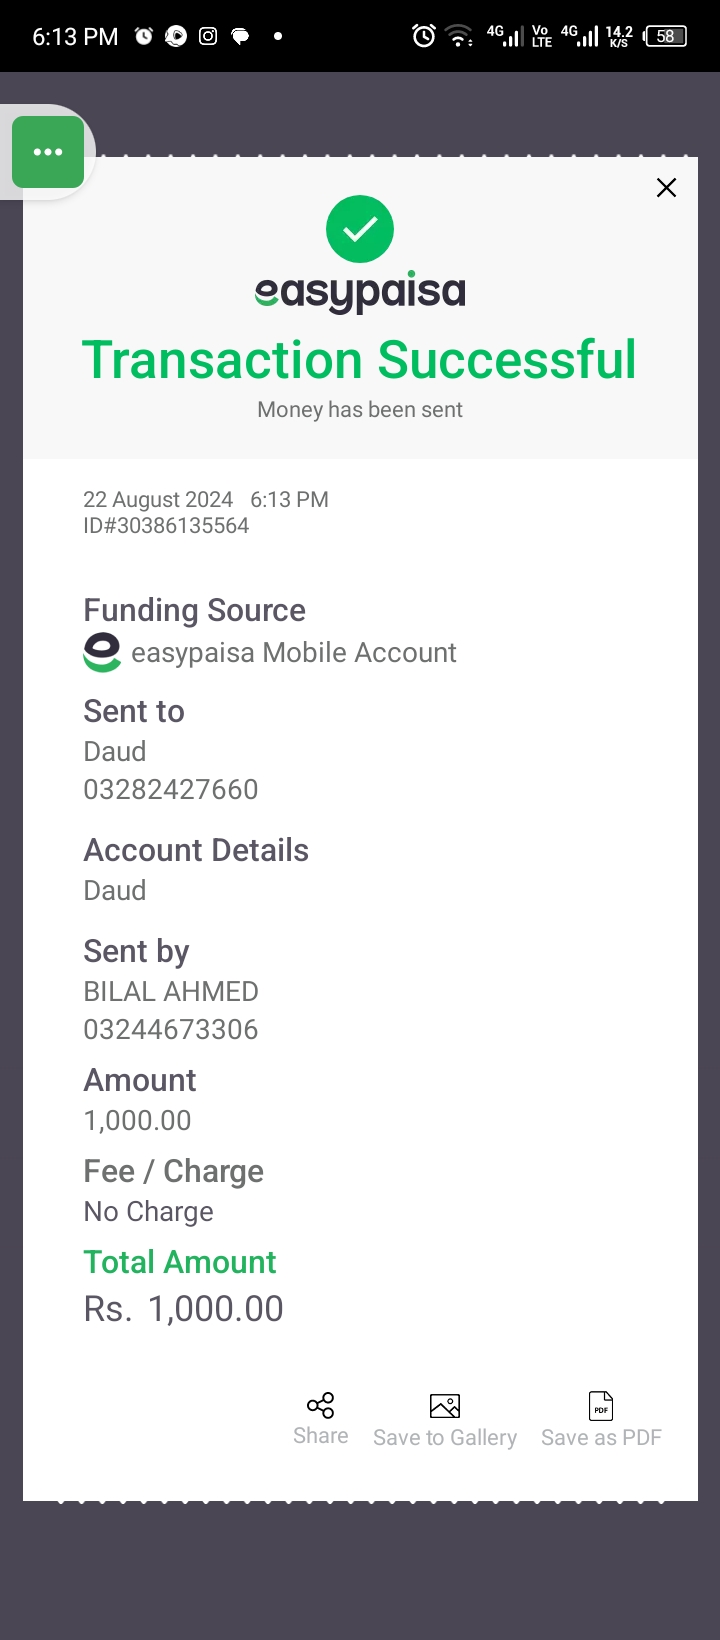 6:13 PM
4G Vo LTE 4G 14.2 K/S 58
easypaisa
Transaction Successful
Money has been sent
22 August 2024 6:13 PM
ID#30386135564
Funding Source
easypaisa Mobile Account
Sent to
Daud
03282427660
Account Details
Daud
Sent by
BILAL AHMED
03244673306
Amount
1,000.00
Fee / Charge
No Charge
Total Amount
Rs. 1,000.00
PDF
Share Save to Gallery Save as PDF